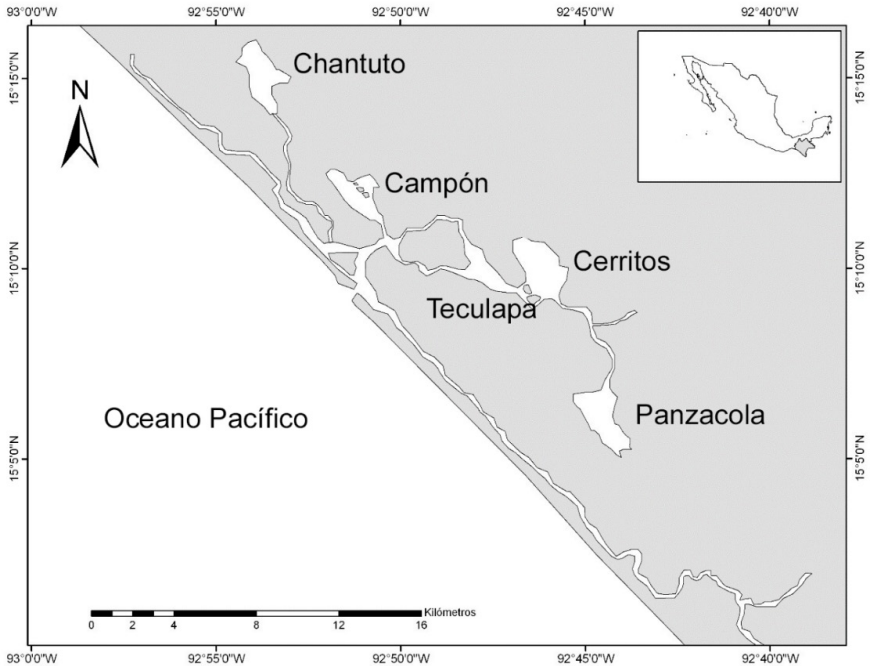 93°0'0"W 92°55'0"W 92°50'0"W 92°45'0"W 92°40'0"W
15°15'0"N
15°15'0"N
Chantuto
N
Campón
15°10'0"N
15°10'0"N
Cerritos
Teculapa
Oceano Pacífico
Panzacola
15°5'0"N
15°5'0"N
Kilómetros
0 2 4 8 12 16
93°0'0"W 92°55'0"W 92°50'0"W 92°45'0"W 92°40'0"W